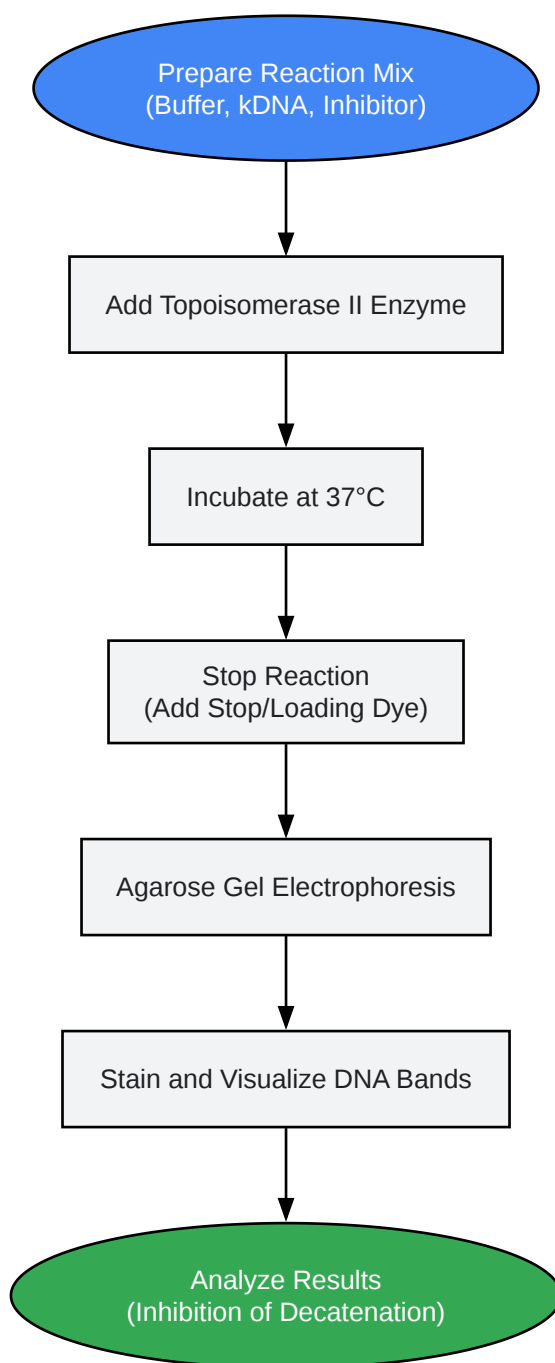 Prepare Reaction Mix
(Buffer, kDNA, Inhibitor)
Add Topoisomerase II Enzyme
Incubate at 37°C
Stop Reaction
(Add Stop/Loading Dye)
Agarose Gel Electrophoresis
Stain and Visualize DNA Bands
Analyze Results
(Inhibition of Decatenation)